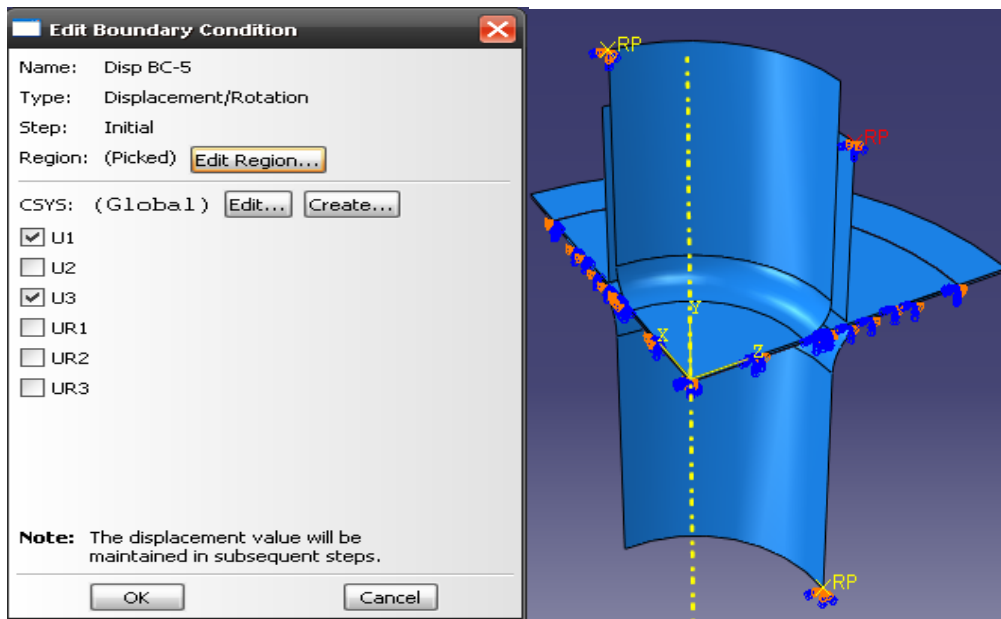 Edit Boundary Condition
Name: Disp BC-5
Type: Displacement/Rotation
Step: Initial
Region: (Picked) Edit Region...
CSYS: (Global) Edit... Create...
U1
U2
U3
UR1
UR2
UR3
Note: The displacement value will be
maintained in subsequent steps.
OK Cancel
RP
RP
Y
X
Z
RP